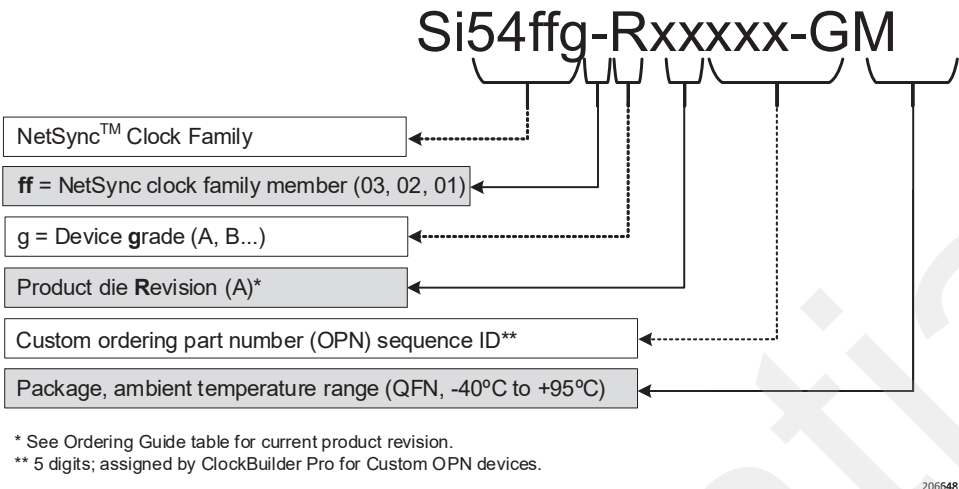 Si54ffg-Rxxxxx-GM
NetSync™ Clock Family
ff = NetSync clock family member (03, 02, 01)
g = Device grade (A, B...)
Product die Revision (A)*
Custom ordering part number (OPN) sequence ID**
Package, ambient temperature range (QFN, -40ºC to +95ºC)
* See Ordering Guide table for current product revision.
** 5 digits; assigned by ClockBuilder Pro for Custom OPN devices.
206648